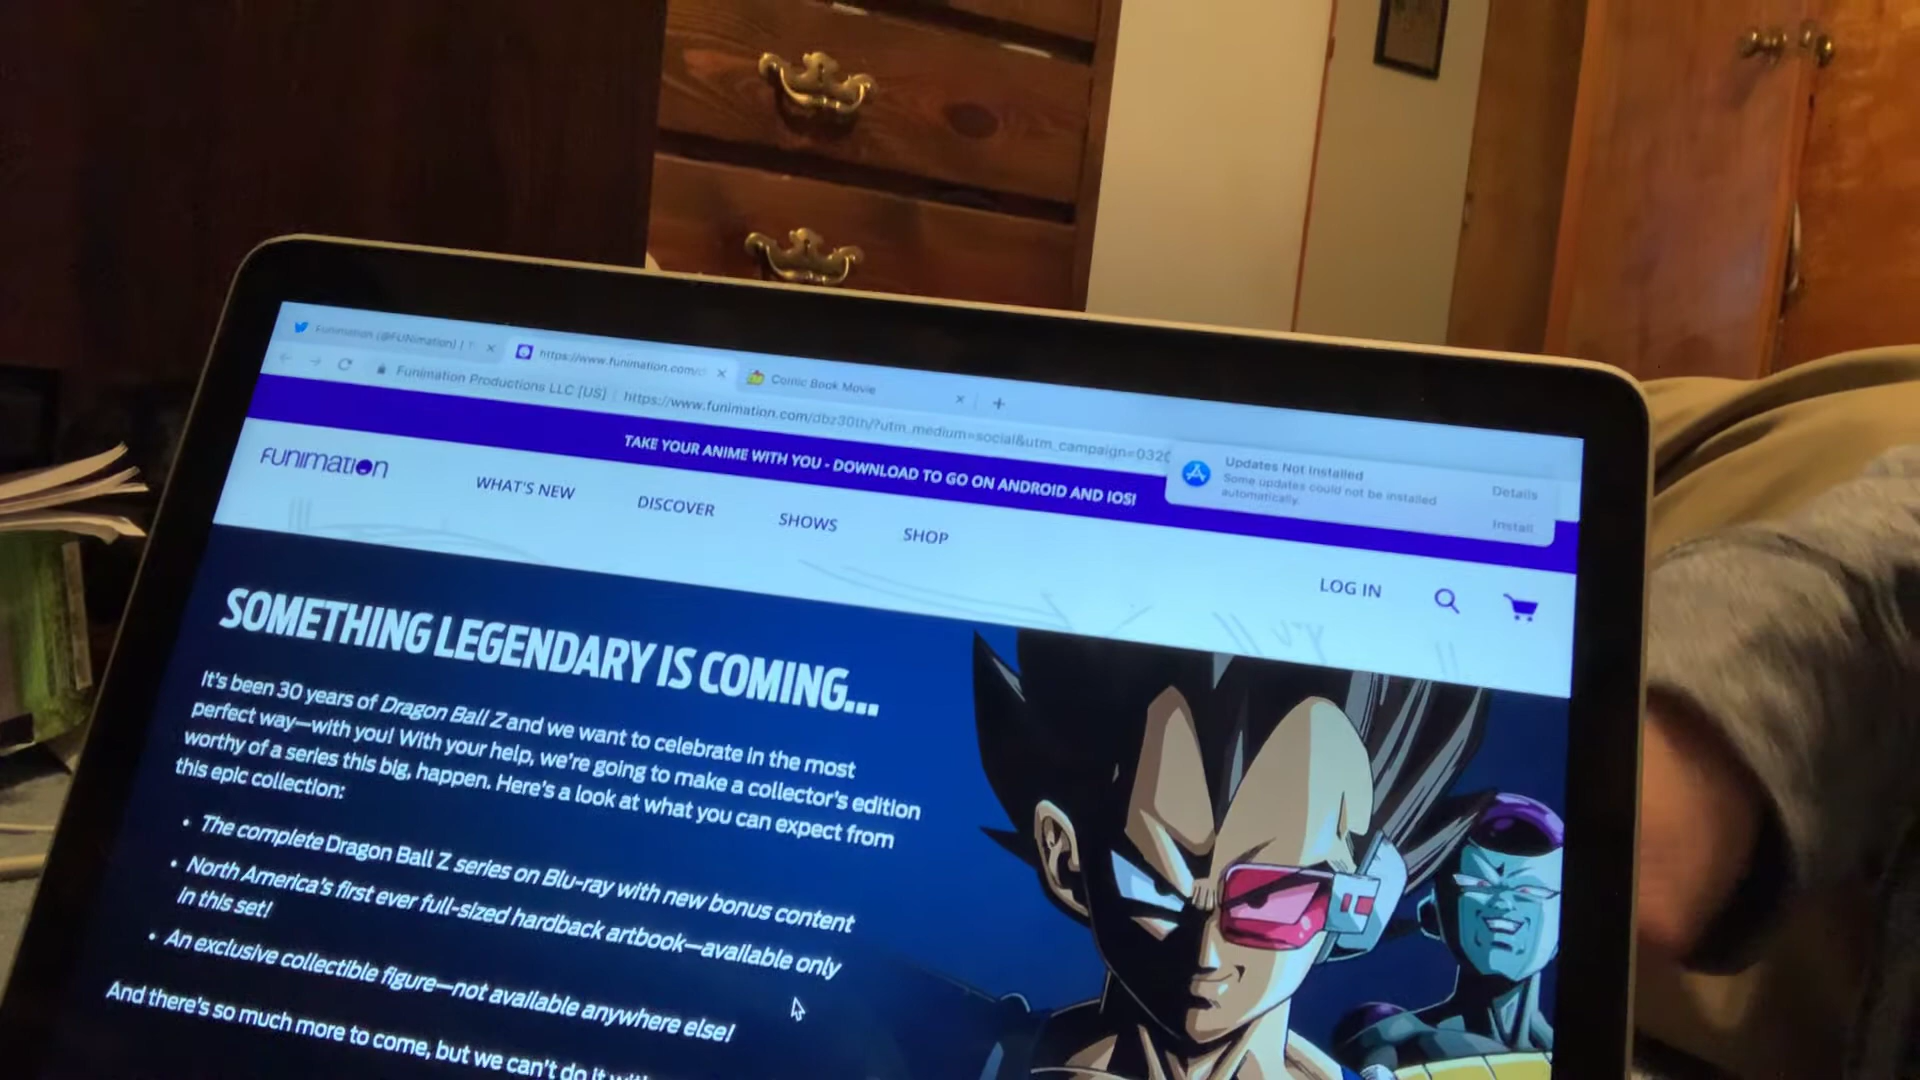 Funimation (@FUNimation) | T
https://www.funimation.com/d
Comic Book Movie
Funimation Productions LLC [US]
https://www.funimation.com/dbz30th/?utm_medium=social&utm_campaign=0320
Updates Not Installed
Some updates could not be installed
automatically.
Details
Install
TAKE YOUR ANIME WITH YOU - DOWNLOAD TO GO ON ANDROID AND IOS!
FUNIMATION
WHAT'S NEW
DISCOVER
SHOWS
SHOP
LOG IN
SOMETHING LEGENDARY IS COMING...
It's been 30 years of Dragon Ball Z and we want to celebrate in the most
perfect way—with you! With your help, we're going to make a collector's edition
worthy of a series this big, happen. Here's a look at what you can expect from
this epic collection:
• The complete Dragon Ball Z series on Blu-ray with new bonus content
• North America's first ever full-sized hardback artbook—available only
in this set!
• An exclusive collectible figure—not available anywhere else!
And there's so much more to come, but we can't do it